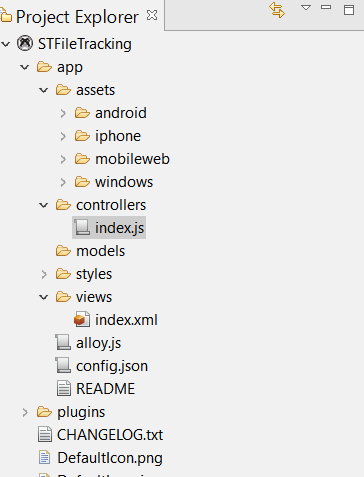 Project Explorer
STFileTracking
app
assets
android
iphone
mobileweb
windows
controllers
index.js
models
styles
views
index.xml
alloy.js
config.json
README
plugins
CHANGELOG.txt
DefaultIcon.png